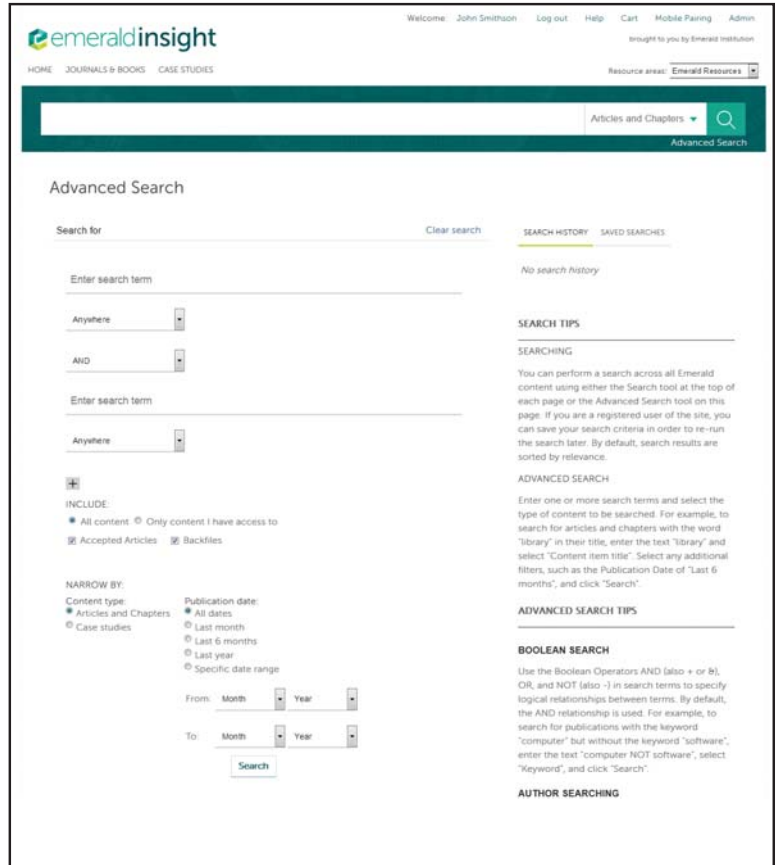 Welcome: John Smithson Log out Help Cart Mobile Pairing Admin
emeraldinsight
brought to you by Emerald Institution
HOME JOURNALS & BOOKS CASE STUDIES
Resource areas: Emerald Resources
Articles and Chapters
Advanced Search
Advanced Search
Search for Clear search
Enter search term
Anywhere
AND
Enter search term
Anywhere
+
INCLUDE:
All content Only content I have access to
Accepted Articles Backfiles
NARROW BY:
Content type: Publication date:
Articles and Chapters All dates
Case studies Last month
Last 6 months
Last year
Specific date range
From: Month Year
To: Month Year
Search
SEARCH HISTORY SAVED SEARCHES
No search history
SEARCH TIPS
SEARCHING
You can perform a search across all Emerald
content using either the Search tool at the top of
each page or the Advanced Search tool on this
page. If you are a registered user of the site, you
can save your search criteria in order to re-run
the search later. By default, search results are
sorted by relevance.
ADVANCED SEARCH
Enter one or more search terms and select the
type of content to be searched. For example, to
search for articles and chapters with the word
"library" in their title, enter the text "library" and
select "Content item title". Select any additional
filters, such as the Publication Date of "Last 6
months", and click "Search".
ADVANCED SEARCH TIPS
BOOLEAN SEARCH
Use the Boolean Operators AND (also + or &),
OR, and NOT (also -) in search terms to specify
logical relationships between terms. By default,
the AND relationship is used. For example, to
search for publications with the keyword
"computer" but without the keyword "software",
enter the text "computer NOT software", select
"Keyword", and click "Search".
AUTHOR SEARCHING